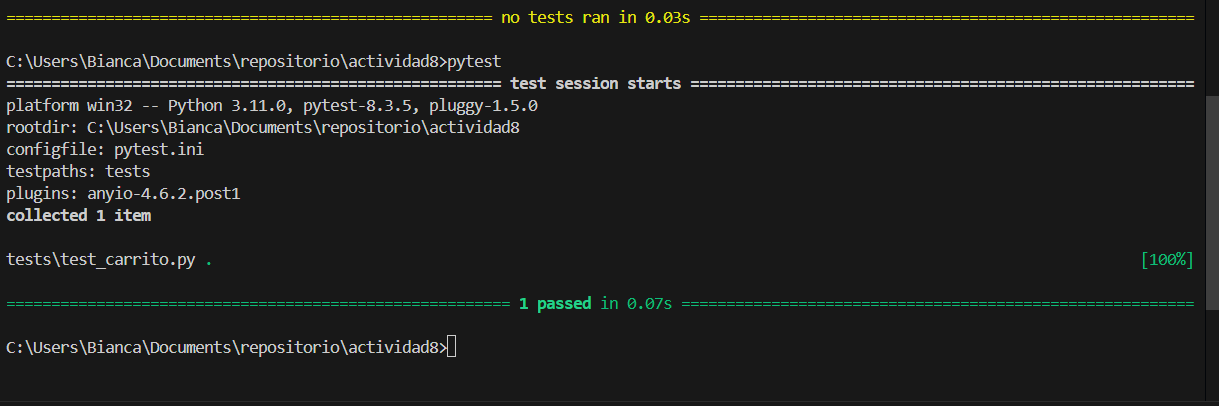 ====================================================== no tests ran in 0.03s =======================================================
C:\Users\Bianca\Documents\repositorio\actividad8>pytest
======================================================= test session starts ========================================================
platform win32 -- Python 3.11.0, pytest-8.3.5, pluggy-1.5.0
rootdir: C:\Users\Bianca\Documents\repositorio\actividad8
configfile: pytest.ini
testpaths: tests
plugins: anyio-4.6.2.post1
collected 1 item
tests\test_carrito.py . [100%]
======================================================== 1 passed in 0.07s =========================================================
C:\Users\Bianca\Documents\repositorio\actividad8>